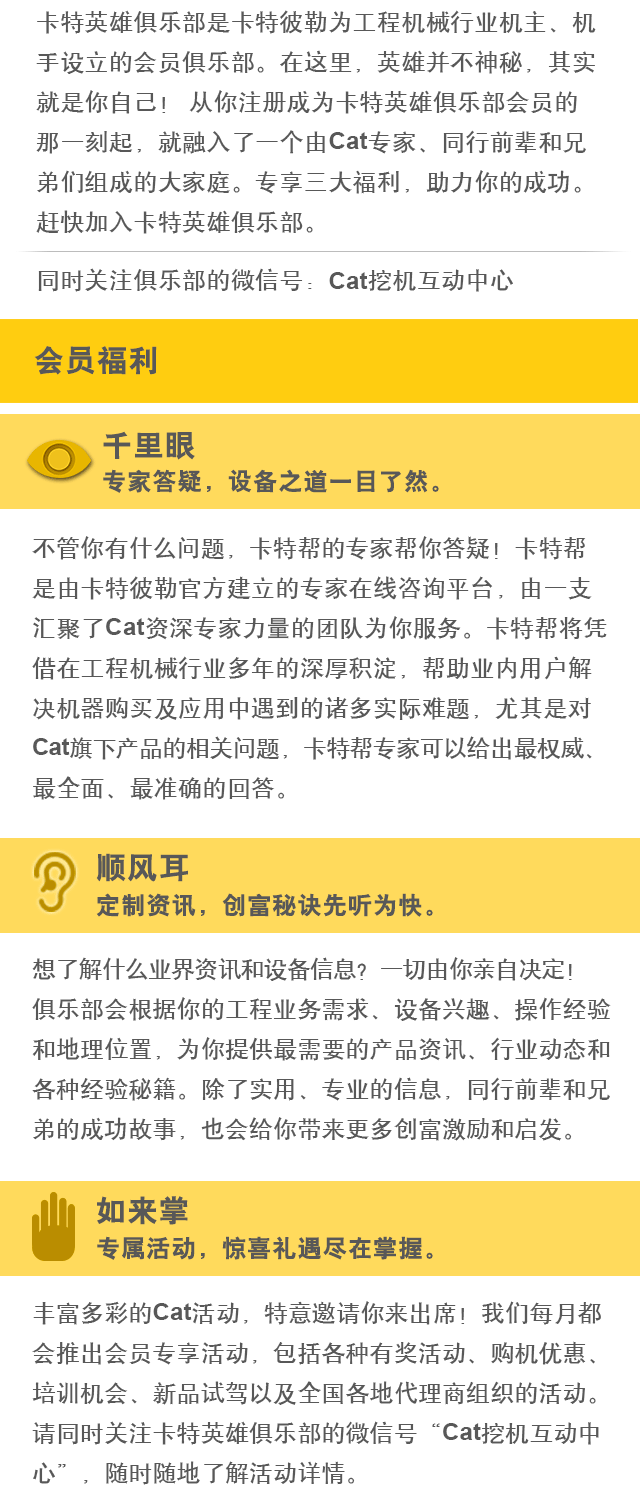 卡特英雄俱乐部是卡特彼勒为工程机械行业机主、机
手设立的会员俱乐部。在这里，英雄并不神秘，其实
就是你自己！ 从你注册成为卡特英雄俱乐部会员的
那一刻起，就融入了一个由Cat专家、同行前辈和兄
弟们组成的大家庭。专享三大福利，助力你的成功。
赶快加入卡特英雄俱乐部。
同时关注俱乐部的微信号：Cat挖机互动中心
会员福利
千里眼
专家答疑，设备之道一目了然。
不管你有什么问题，卡特帮的专家帮你答疑！卡特帮
是由卡特彼勒官方建立的专家在线咨询平台，由一支
汇聚了Cat资深专家力量的团队为你服务。卡特帮将凭
借在工程机械行业多年的深厚积淀，帮助业内用户解
决机器购买及应用中遇到的诸多实际难题，尤其是对
Cat旗下产品的相关问题，卡特帮专家可以给出最权威、
最全面、最准确的回答。
顺风耳
定制资讯，创富秘诀先听为快。
想了解什么业界资讯和设备信息？一切由你亲自决定！
俱乐部会根据你的工程业务需求、设备兴趣、操作经验
和地理位置，为你提供最需要的产品资讯、行业动态和
各种经验秘籍。除了实用、专业的信息，同行前辈和兄
弟的成功故事，也会给你带来更多创富激励和启发。
如来掌
专属活动，惊喜礼遇尽在掌握。
丰富多彩的Cat活动，特意邀请你来出席！我们每月都
会推出会员专享活动，包括各种有奖活动、购机优惠、
培训机会、新品试驾以及全国各地代理商组织的活动。
请同时关注卡特英雄俱乐部的微信号“Cat挖机互动中
心”，随时随地了解活动详情。